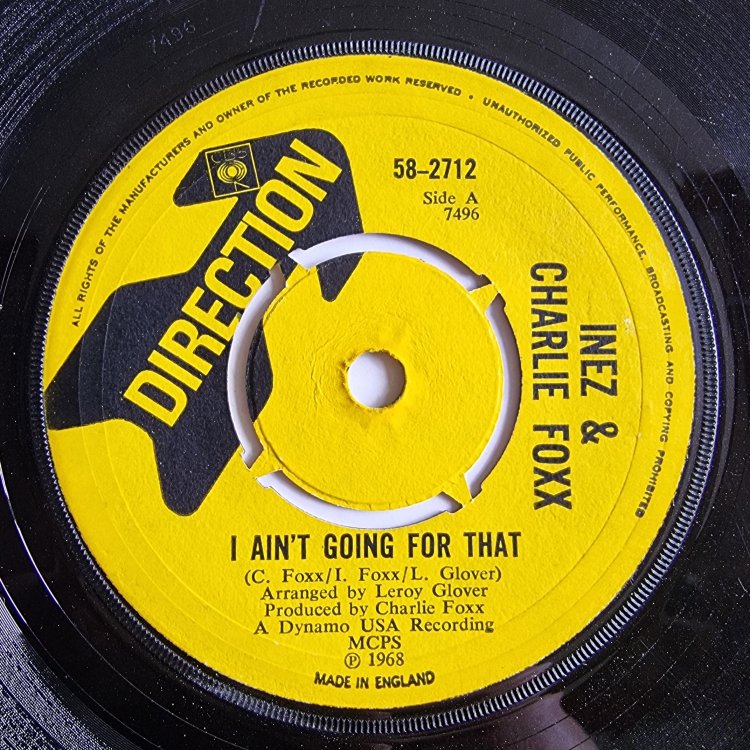 7496
ALL RIGHTS OF THE MANUFACTURERS AND OWNER OF THE RECORDED WORK RESERVED • UNAUTHORIZED PUBLIC PERFORMANCE, BROADCASTING AND COPYING PROHIBITED
CBS
DIRECTION
58–2712
Side A
7496
INEZ &
CHARLIE FOXX
I AIN'T GOING FOR THAT
(C. Foxx/I. Foxx/L. Glover)
Arranged by Leroy Glover
Produced by Charlie Foxx
A Dynamo USA Recording
MCPS
℗ 1968
MADE IN ENGLAND